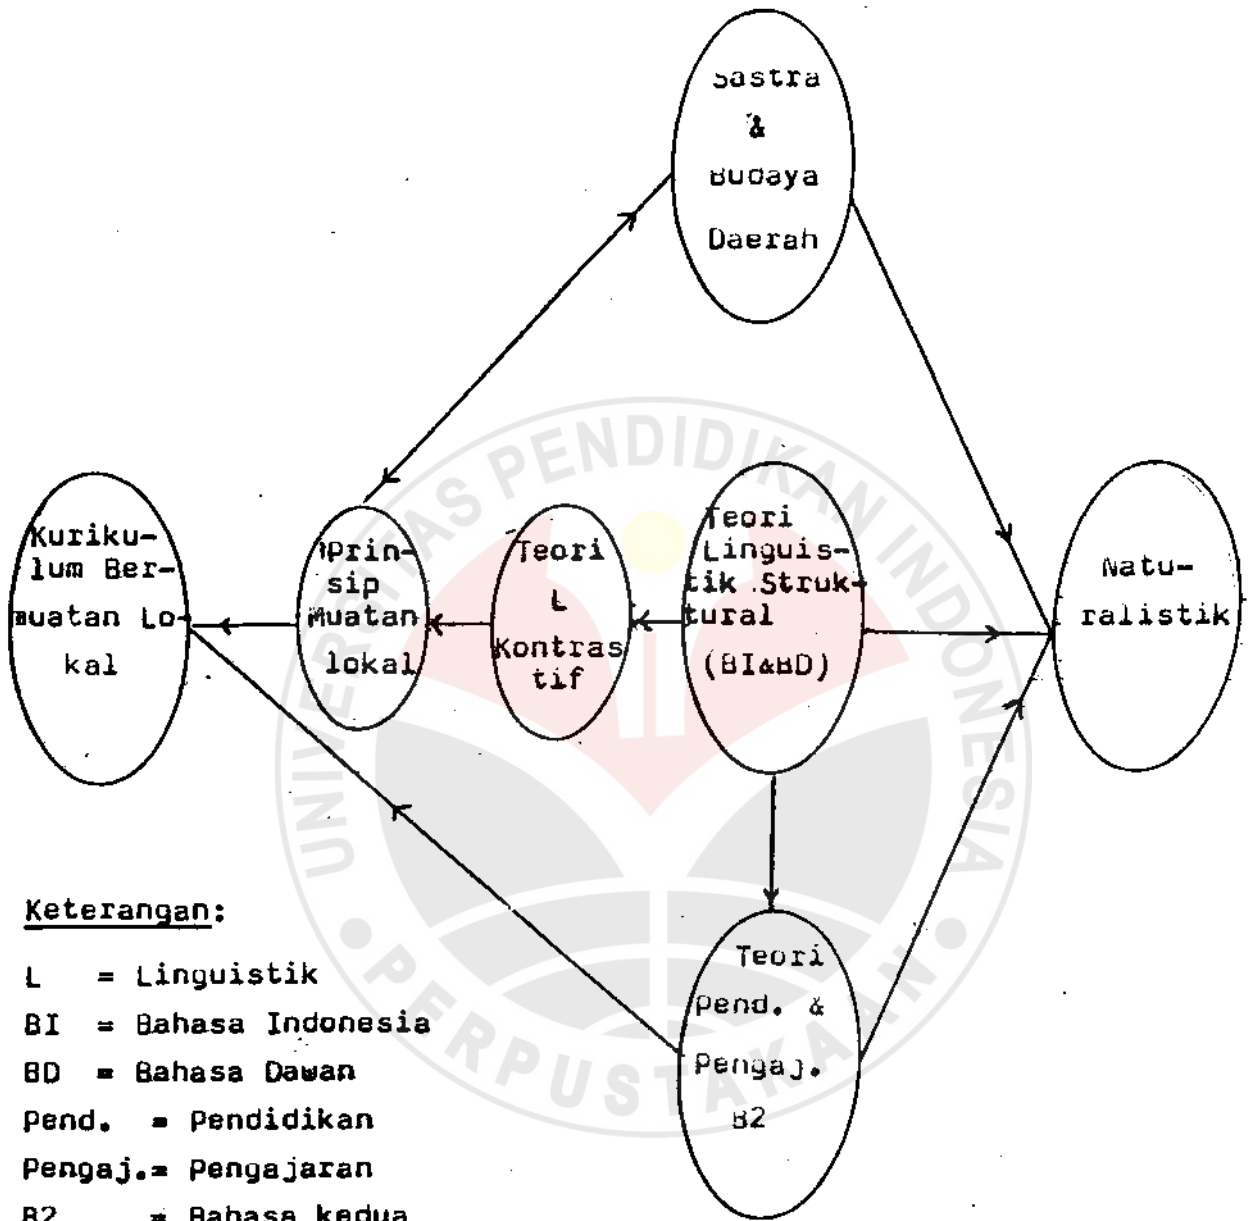 Sastra
&
Budaya
Daerah
Kuriku-
lum Ber-
muatan Lo-
kal
Prin-
sip
Muatan
lokal
Teori
L
Kontras
tif
Teori
Linguis-
tik Struk-
tural
(BI&BD)
Natu-
ralistik
Teori
Pend. &
Pengaj.
B2
Keterangan:
L = Linguistik
BI = Bahasa Indonesia
BD = Bahasa Dawan
Pend. = Pendidikan
Pengaj.= Pengajaran
B2 = Bahasa kedua
UNIVERSITAS PENDIDIKAN INDONESIA
PERPUSTAKAAN